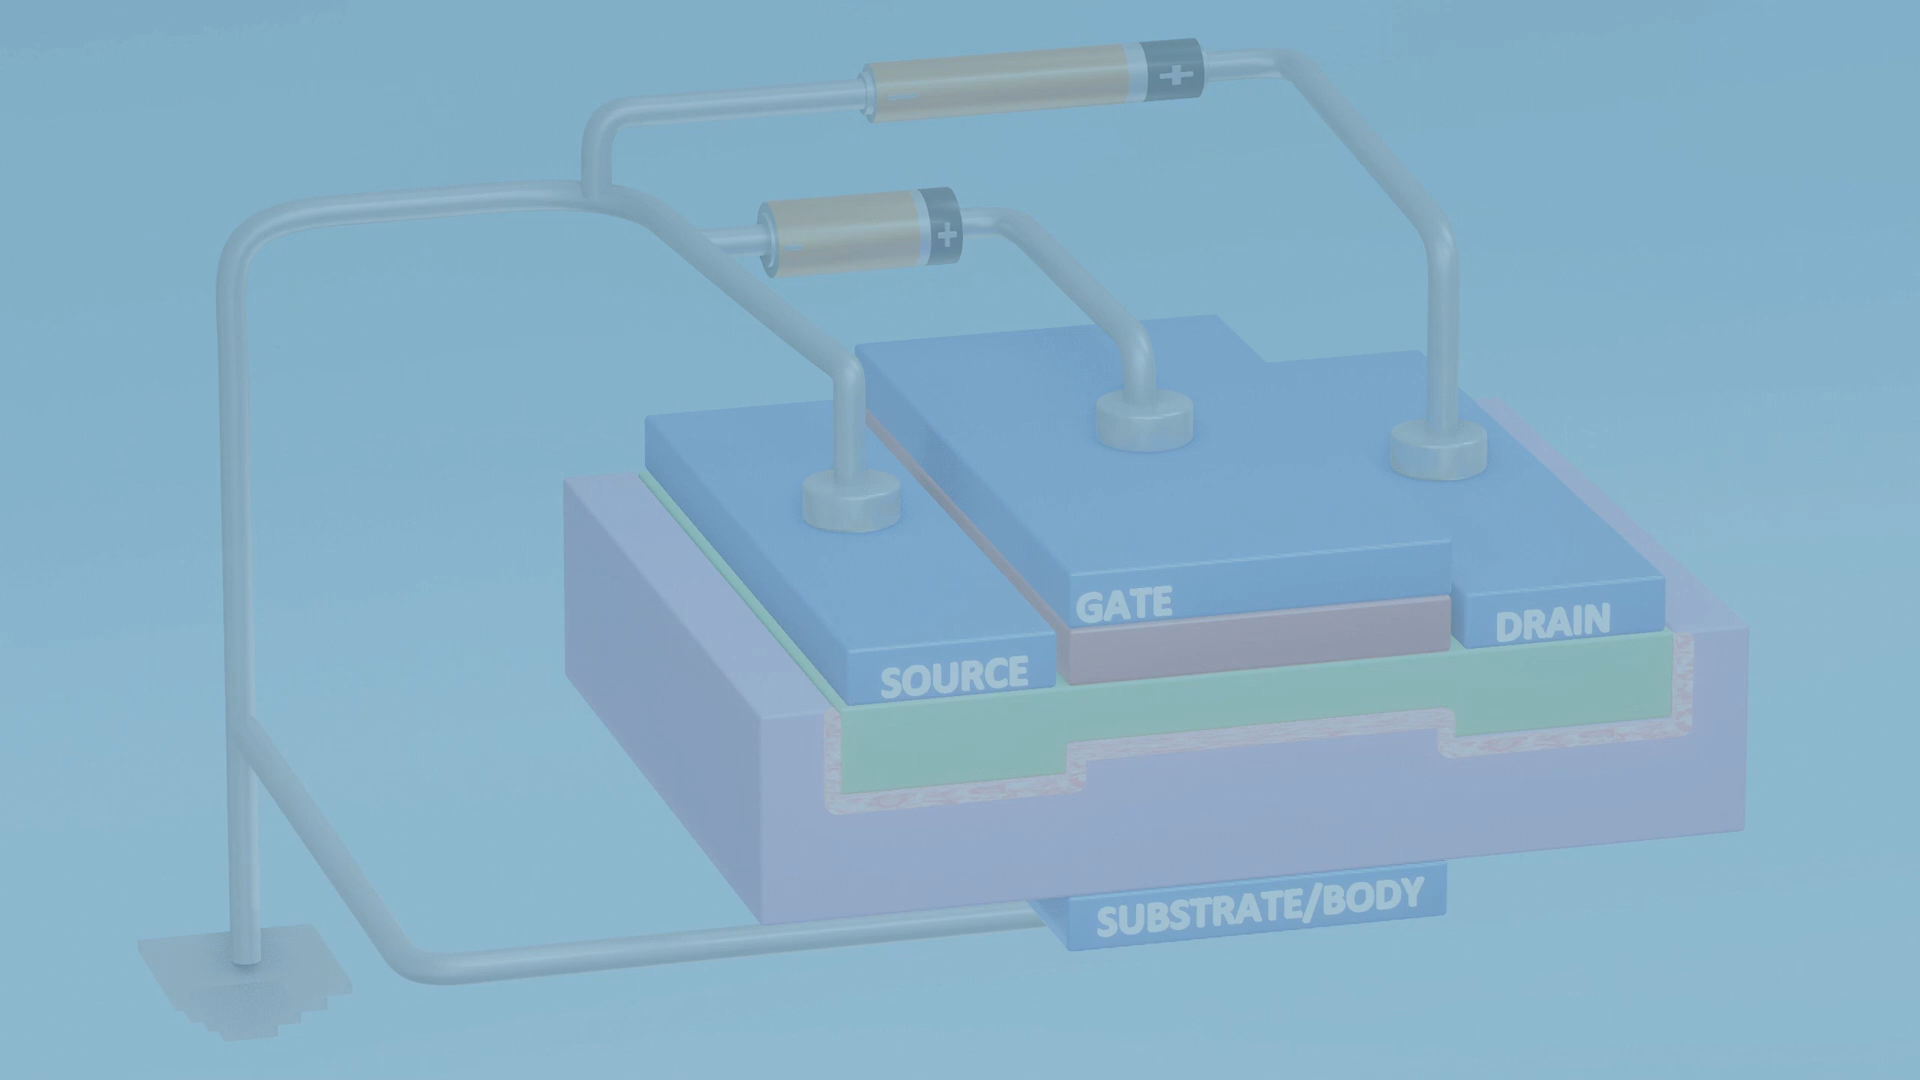 +
+
GATE
DRAIN
SOURCE
SUBSTRATE/BODY